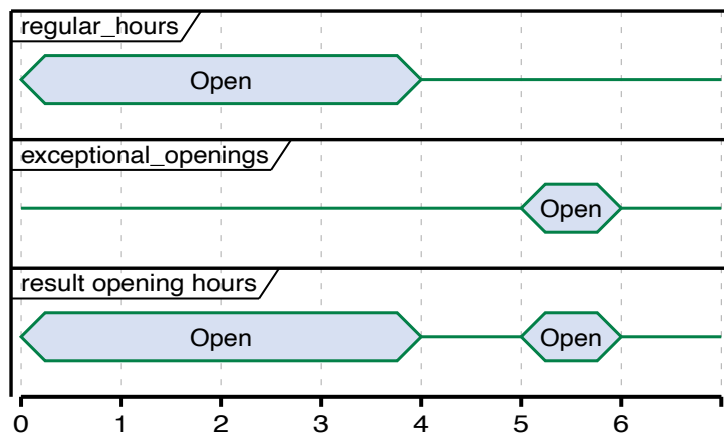 regular_hours
Open
exceptional_openings
Open
result opening hours
Open Open
0 1 2 3 4 5 6